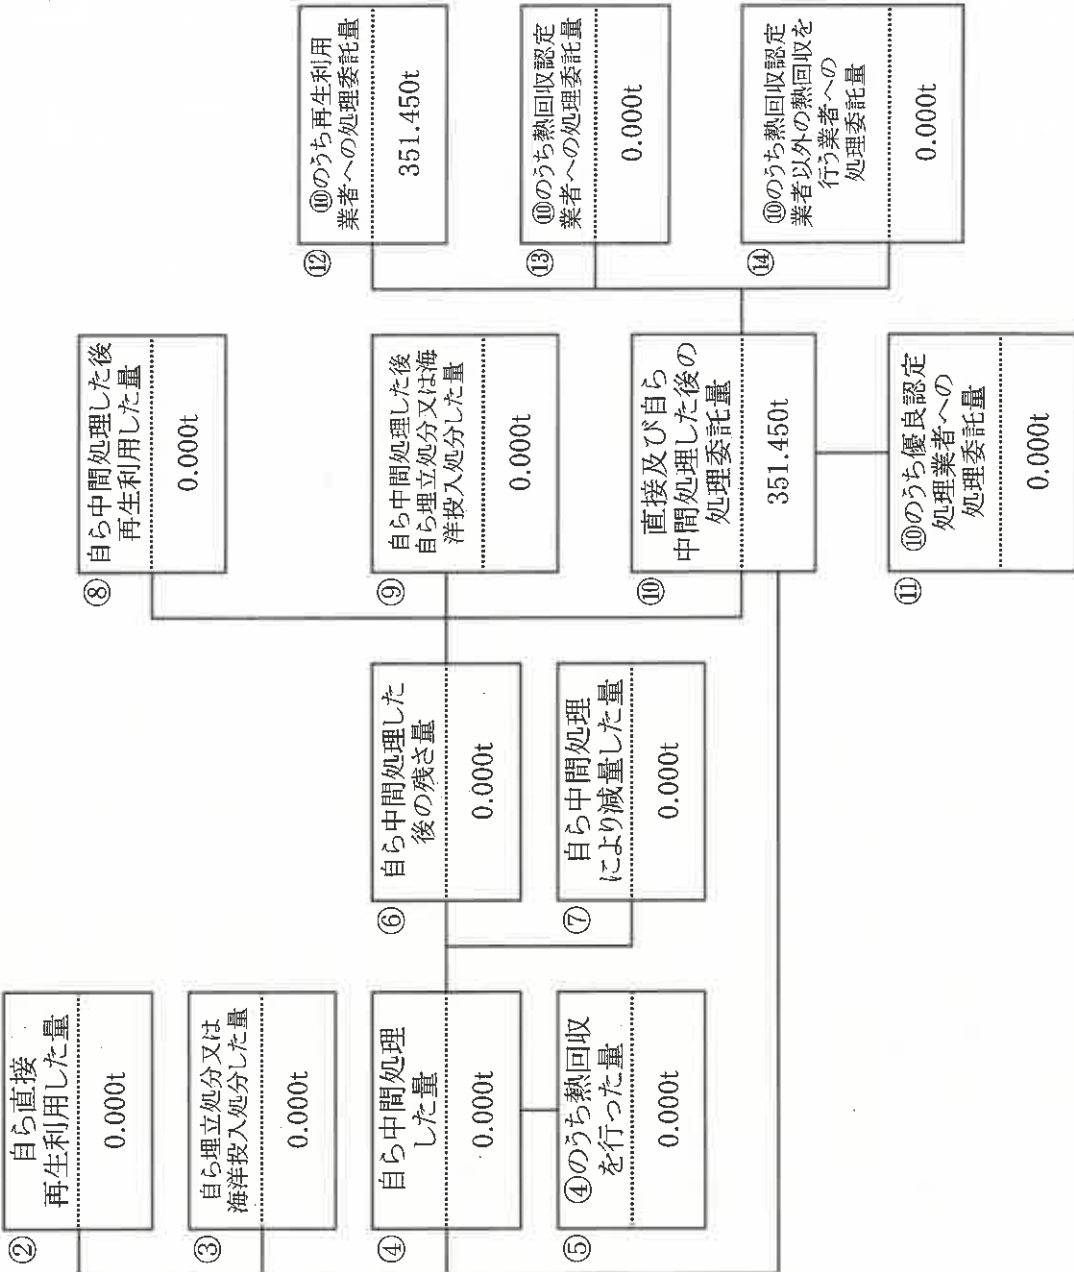 ②
自ら直接
再生利用した量
0.000t
③
自ら埋立処分又は
海洋投入処分した量
0.000t
④
自ら中間処理
した量
0.000t
⑤
④のうち熱回収
を行った量
0.000t
⑥
自ら中間処理した
後の残さ量
0.000t
⑦
自ら中間処理
により減量した量
0.000t
⑧
自ら中間処理した後
再生利用した量
0.000t
⑨
自ら中間処理した後
自ら埋立処分又は海
洋投入処分した量
0.000t
⑩
直接及び自ら
中間処理した後の
処理委託量
351.450t
⑪
⑩のうち優良認定
処理業者への
処理委託量
0.000t
⑫
⑩のうち再生利用
業者への処理委託量
351.450t
⑬
⑩のうち熱回収認定
業者への処理委託量
0.000t
⑭
⑩のうち熱回収認定
業者以外の熱回収を
行う業者への
処理委託量
0.000t